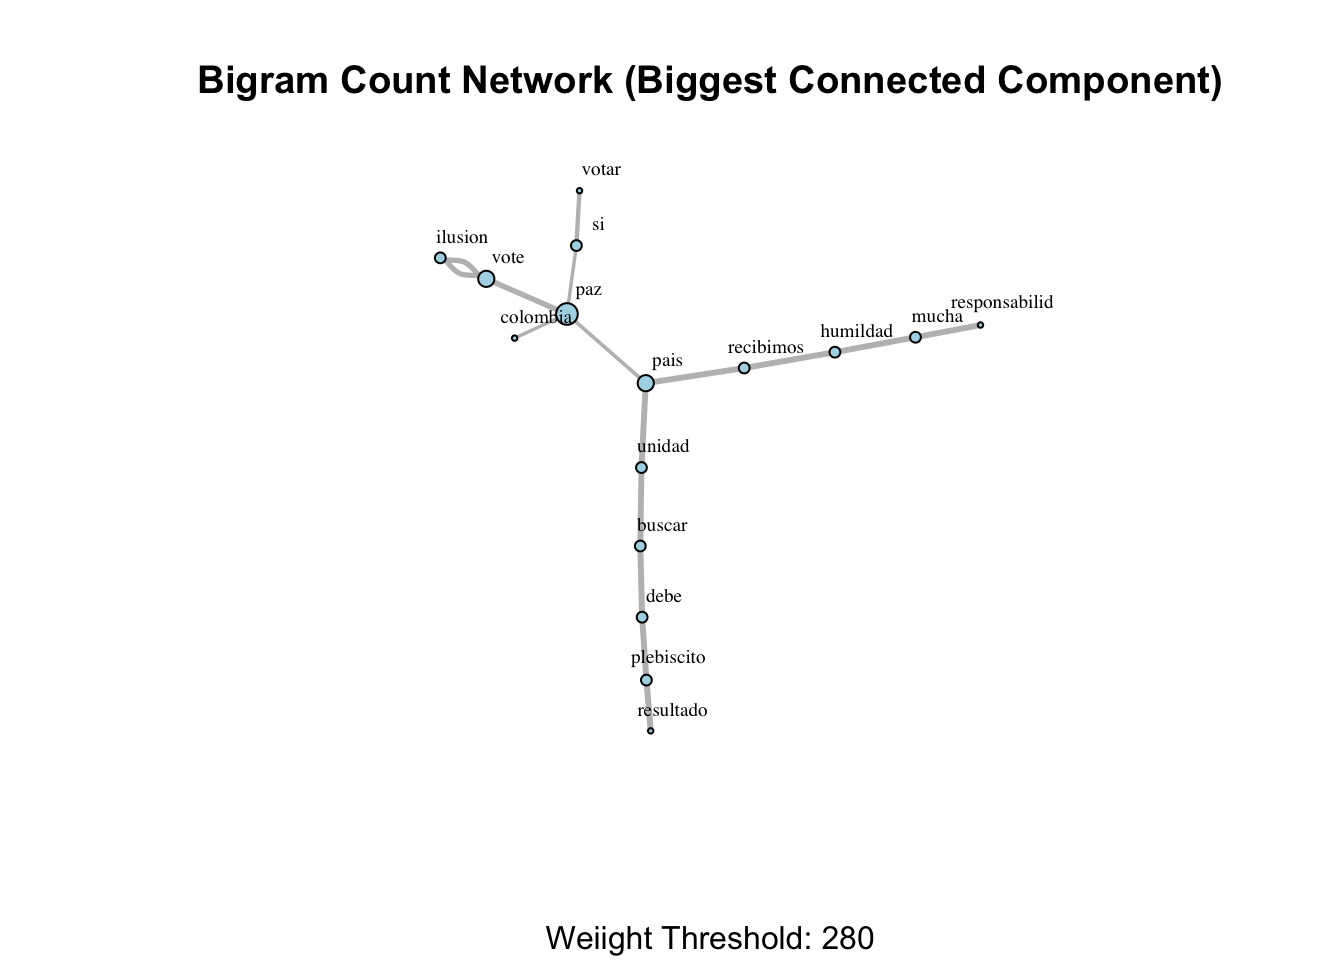 Bigram Count Network (Biggest Connected Component)
votar
si
ilusion
vote
paz
colombia
responsabilid
mucha
humildad
recibimos
pais
unidad
buscar
debe
plebiscito
resultado
Weiight Threshold: 280